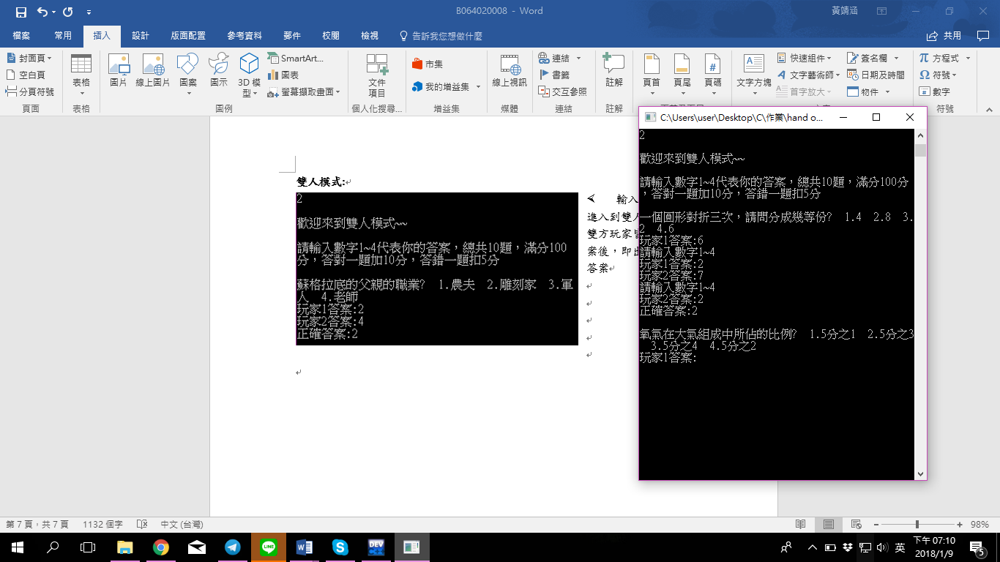 B064020008 - Word
黃靖涵
檔案 常用 插入 設計 版面配置 參考資料 郵件 校閱 檢視 告訴我您想做什麼 共用
封面頁
空白頁
分頁符號
頁面
表格
表格
圖片
線上圖片
圖案
圖示
3D 模型
SmartArt...
圖表
螢幕擷取畫面
圖例
文件項目
個人化搜尋...
市集
我的增益集
增益集
線上視訊
媒體
連結
書籤
交互參照
連結
註解
註解
頁首
頁尾
頁碼
文字方塊
快速組件
文字藝術師
首字放大
簽名欄
日期及時間
物件
方程式
符號
數字
符號
雙人模式:
2
歡迎來到雙人模式~~
請輸入數字1~4代表你的答案，總共10題，滿分100
分，答對一題加10分，答錯一題扣5分
蘇格拉底的父親的職業? 1.農夫 2.雕刻家 3.軍
人 4.老師
玩家1答案:2
玩家2答案:4
正確答案:2
輸入
進入到雙人
雙方玩家
案後，即
答案
C:\Users\user\Desktop\C\作業\hand o...
2
歡迎來到雙人模式~~
請輸入數字1~4代表你的答案，總共10題，滿分100分
，答對一題加10分，答錯一題扣5分
一個圓形對折三次，請問分成幾等份? 1.4 2.8 3.
2 4.6
玩家1答案:6
請輸入數字1~4
玩家1答案:2
玩家2答案:7
請輸入數字1~4
玩家2答案:2
正確答案:2
氧氣在大氣組成中所佔的比例? 1.5分之1 2.5分之3
3.5分之4 4.5分之2
玩家1答案:
第 7 頁，共 7 頁 1132 個字 中文 (台灣) 98%
英
下午 07:10
2018/1/9
5